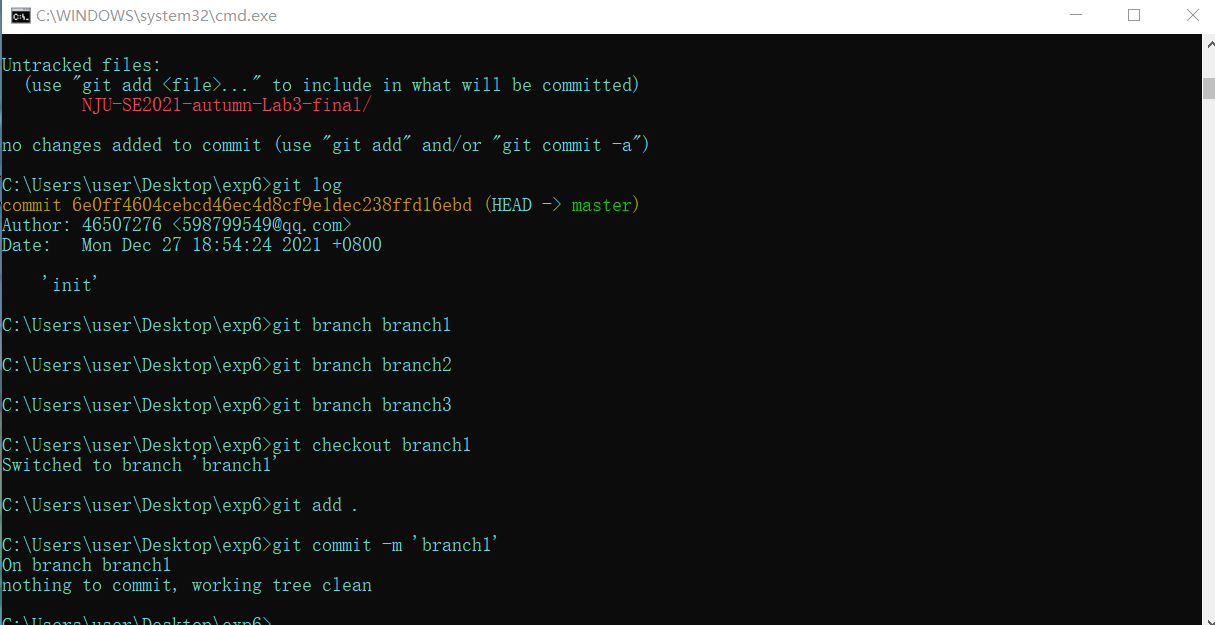 C:\WINDOWS\system32\cmd.exe
Untracked files:
(use "git add <file>..." to include in what will be committed)
NJU-SE2021-autumn-Lab3-final/
no changes added to commit (use "git add" and/or "git commit -a")
C:\Users\user\Desktop\exp6>git log
commit 6e0ff4604cebcd46ec4d8cf9e1dec238ffd16ebd (HEAD -> master)
Author: 46507276 <598799549@qq.com>
Date:   Mon Dec 27 18:54:24 2021 +0800
'init'
C:\Users\user\Desktop\exp6>git branch branch1
C:\Users\user\Desktop\exp6>git branch branch2
C:\Users\user\Desktop\exp6>git branch branch3
C:\Users\user\Desktop\exp6>git checkout branch1
Switched to branch 'branch1'
C:\Users\user\Desktop\exp6>git add .
C:\Users\user\Desktop\exp6>git commit -m 'branch1'
On branch branch1
nothing to commit, working tree clean
C:\Users\user\Desktop\exp6>